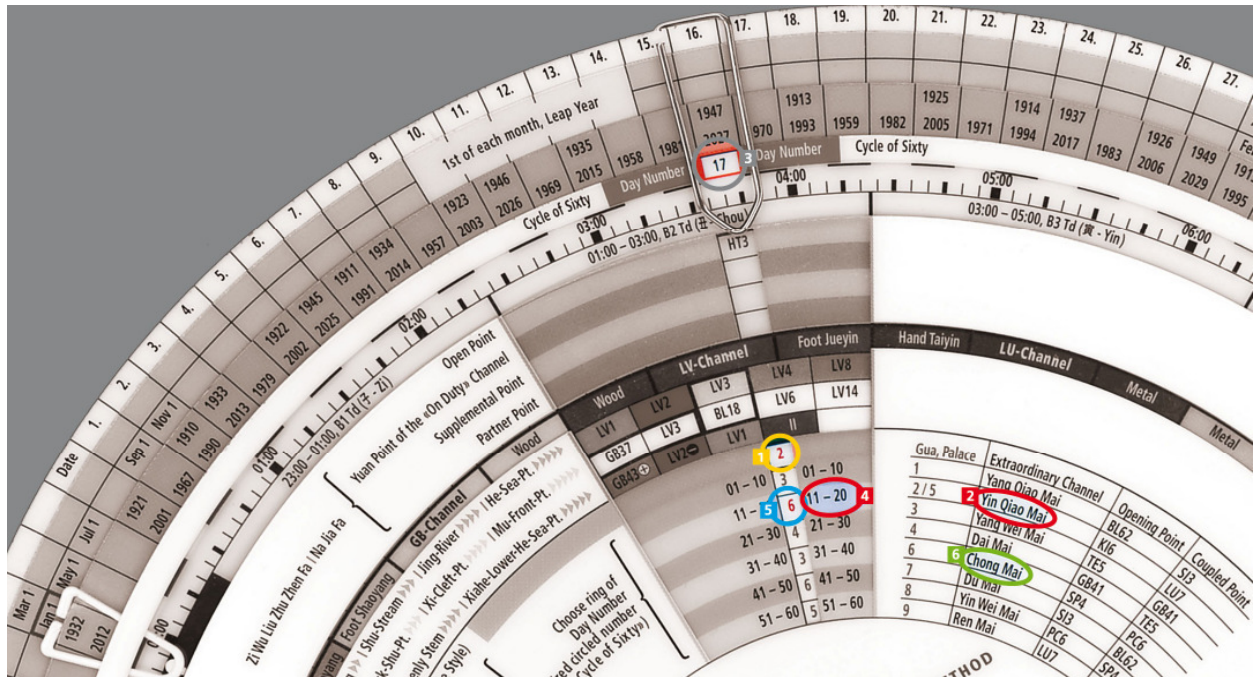 Date 1. 2. 3. 4. 5. 6. 7. 8. 9. 10. 11. 12. 13. 14. 15. 16. 17. 18. 19. 20. 21. 22. 23. 24. 25. 26. 27.
Mar 1 Jan 1 May 1 Jul 1 Sep 1 Nov 1
1st of each month, Leap Year
1932 1921 1910 1933 1922 1945 1911 1934 1923 1946 1935 1947 1913 1925 1914 1937 1926 1949
2012 2001 1967 1990 2013 1979 2002 2025 1991 2014 1957 2003 2026 1969 2015 1958 1993 1959 1982 2005 1971 1994 2017 1983 2006 2029 1995
Cycle of Sixty Day Number 17 3 Day Number Cycle of Sixty
01:00 02:00 03:00 04:00 05:00 06:00
23:00 – 01:00, B1 Td (子 - Zi)
01:00 – 03:00, B2 Td (丑 - Chou)
03:00 – 05:00, B3 Td (寅 - Yin)
HT3
Open Point
Yuan Point of the «On Duty» Channel
Supplemental Point
Partner Point
Zi Wu Liu Zhu Zhen Fa | Na Jia Fa
Foot Shaoyang GB-Channel Wood
Wood LV-Channel Foot Jueyin
Hand Taiyin LU-Channel Metal
Metal
LV1 LV2 LV3 LV4 LV8
GB37 LV3 BL18 LV6 LV14
GB43 LV2 LV1 II
Shu-Stream Jing-River He-Sea-Pt.
k-Shu-Pt. Xi-Cleft-Pt. Mu-Front-Pt.
enly Stem Xiahe-Lower-He-Sea-Pt.
Style)
Choose ring of
Day Number
red circled number
Cycle of Sixty»)
1 2
01 – 10 3 01 – 10
11 – 5 6 11 – 20 4
21 – 30 4 21 – 30
31 – 40 3 31 – 40
41 – 50 6 41 – 50
51 – 60 5 51 – 60
Gua, Palace Extraordinary Channel Opening Point Coupled Point
1 Yang Qiao Mai BL62 SI3
2 / 5 2 Yin Qiao Mai KI6 LU7
3 Yang Wei Mai TE5 GB41
4 Dai Mai GB41 TE5
6 6 Chong Mai SP4 PC6
7 Du Mai SI3 BL62
8 Yin Wei Mai PC6 SP4
9 Ren Mai LU7